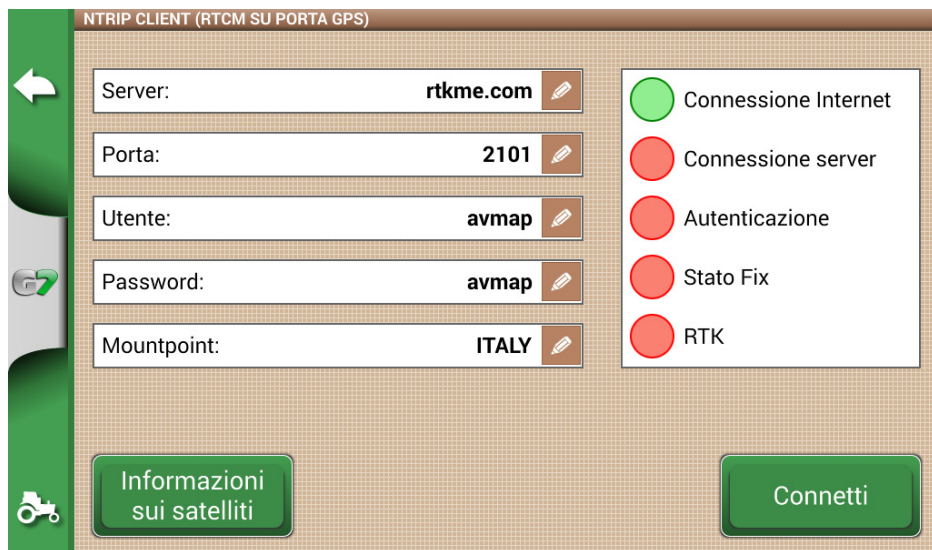 NTRIP CLIENT (RTCM SU PORTA GPS)
Server: rtkme.com
Porta: 2101
Utente: avmap
Password: avmap
Mountpoint: ITALY
Connessione Internet
Connessione server
Autenticazione
Stato Fix
RTK
G7
Informazioni
sui satelliti
Connetti